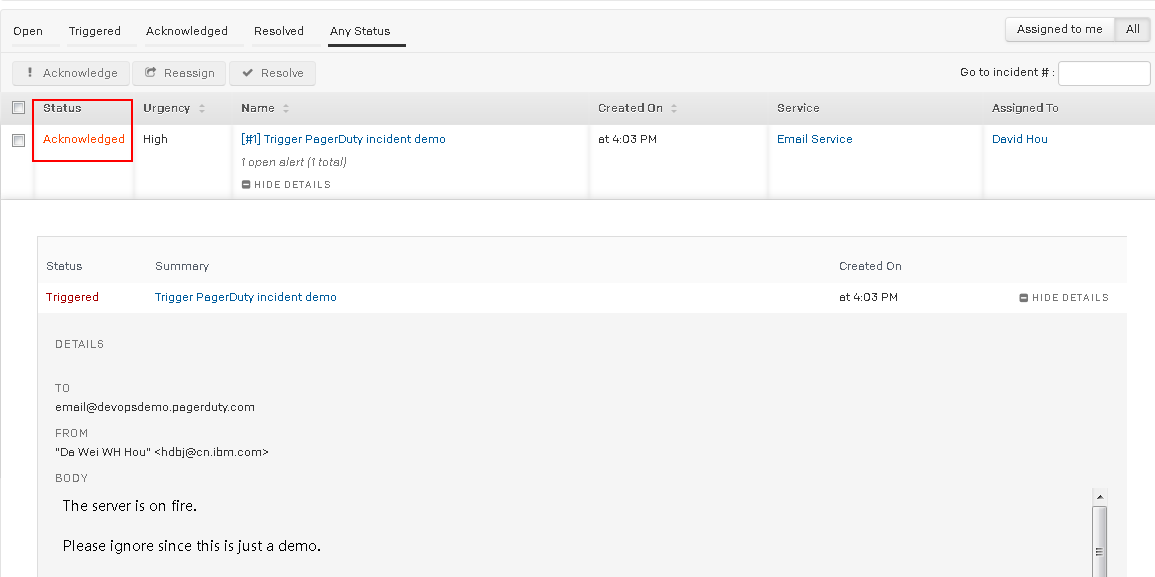 Open Triggered Acknowledged Resolved Any Status Assigned to me All
! Acknowledge Reassign Resolve Go to incident # :
Status Urgency Name Created On Service Assigned To
Acknowledged High [#1] Trigger PagerDuty incident demo at 4:03 PM Email Service David Hou
1 open alert (1 total)
HIDE DETAILS
Status Summary Created On
Triggered Trigger PagerDuty incident demo at 4:03 PM HIDE DETAILS
DETAILS
TO
email@devopsdemo.pagerduty.com
FROM
"Da Wei WH Hou" <hdbj@cn.ibm.com>
BODY
The server is on fire.
Please ignore since this is just a demo.